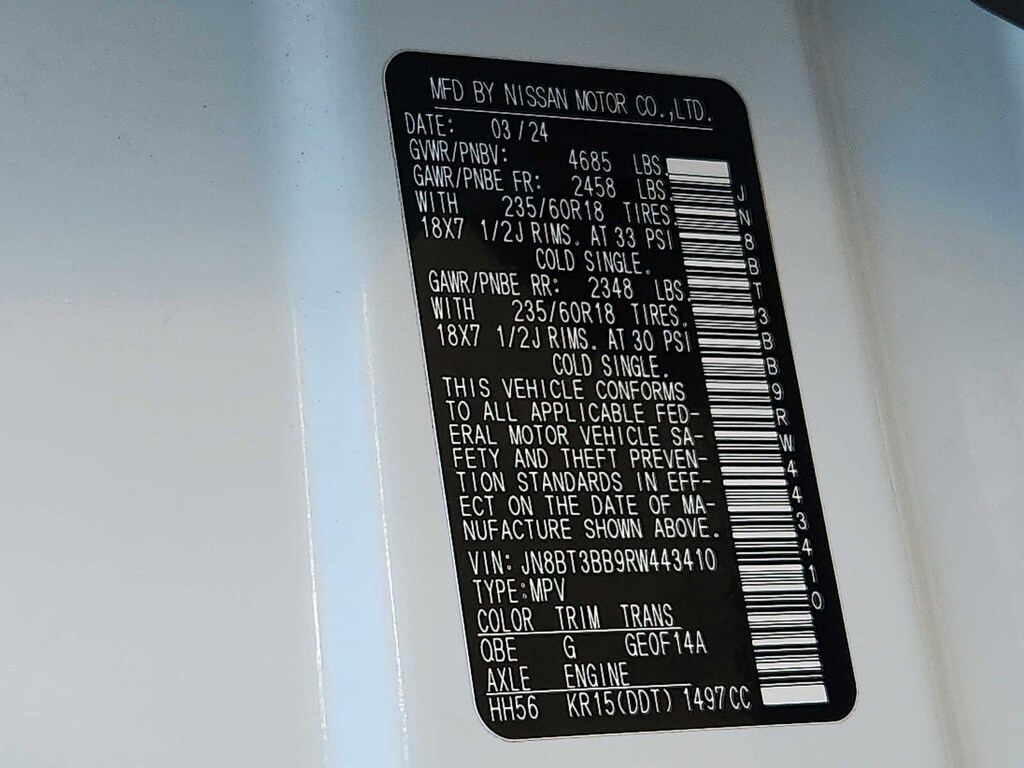 MFD BY NISSAN MOTOR CO.,LTD.
DATE: 03/24
GVWR/PNBV: 4685 LBS
GAWR/PNBE FR: 2458 LBS
WITH 235/60R18 TIRES.
18X7 1/2J RIMS. AT 33 PSI
COLD SINGLE.
GAWR/PNBE RR: 2348 LBS.
WITH 235/60R18 TIRES.
18X7 1/2J RIMS. AT 30 PSI
COLD SINGLE.
THIS VEHICLE CONFORMS
TO ALL APPLICABLE FED-
ERAL MOTOR VEHICLE SA-
FETY AND THEFT PREVEN-
TION STANDARDS IN EFF-
ECT ON THE DATE OF MA-
NUFACTURE SHOWN ABOVE.
VIN: JN8BT3BB9RW443410
TYPE:MPV
COLOR TRIM TRANS
QBE G GE0F14A
AXLE ENGINE
HH56 KR15(DDT) 1497CC
JN8BT3BB9RW443410